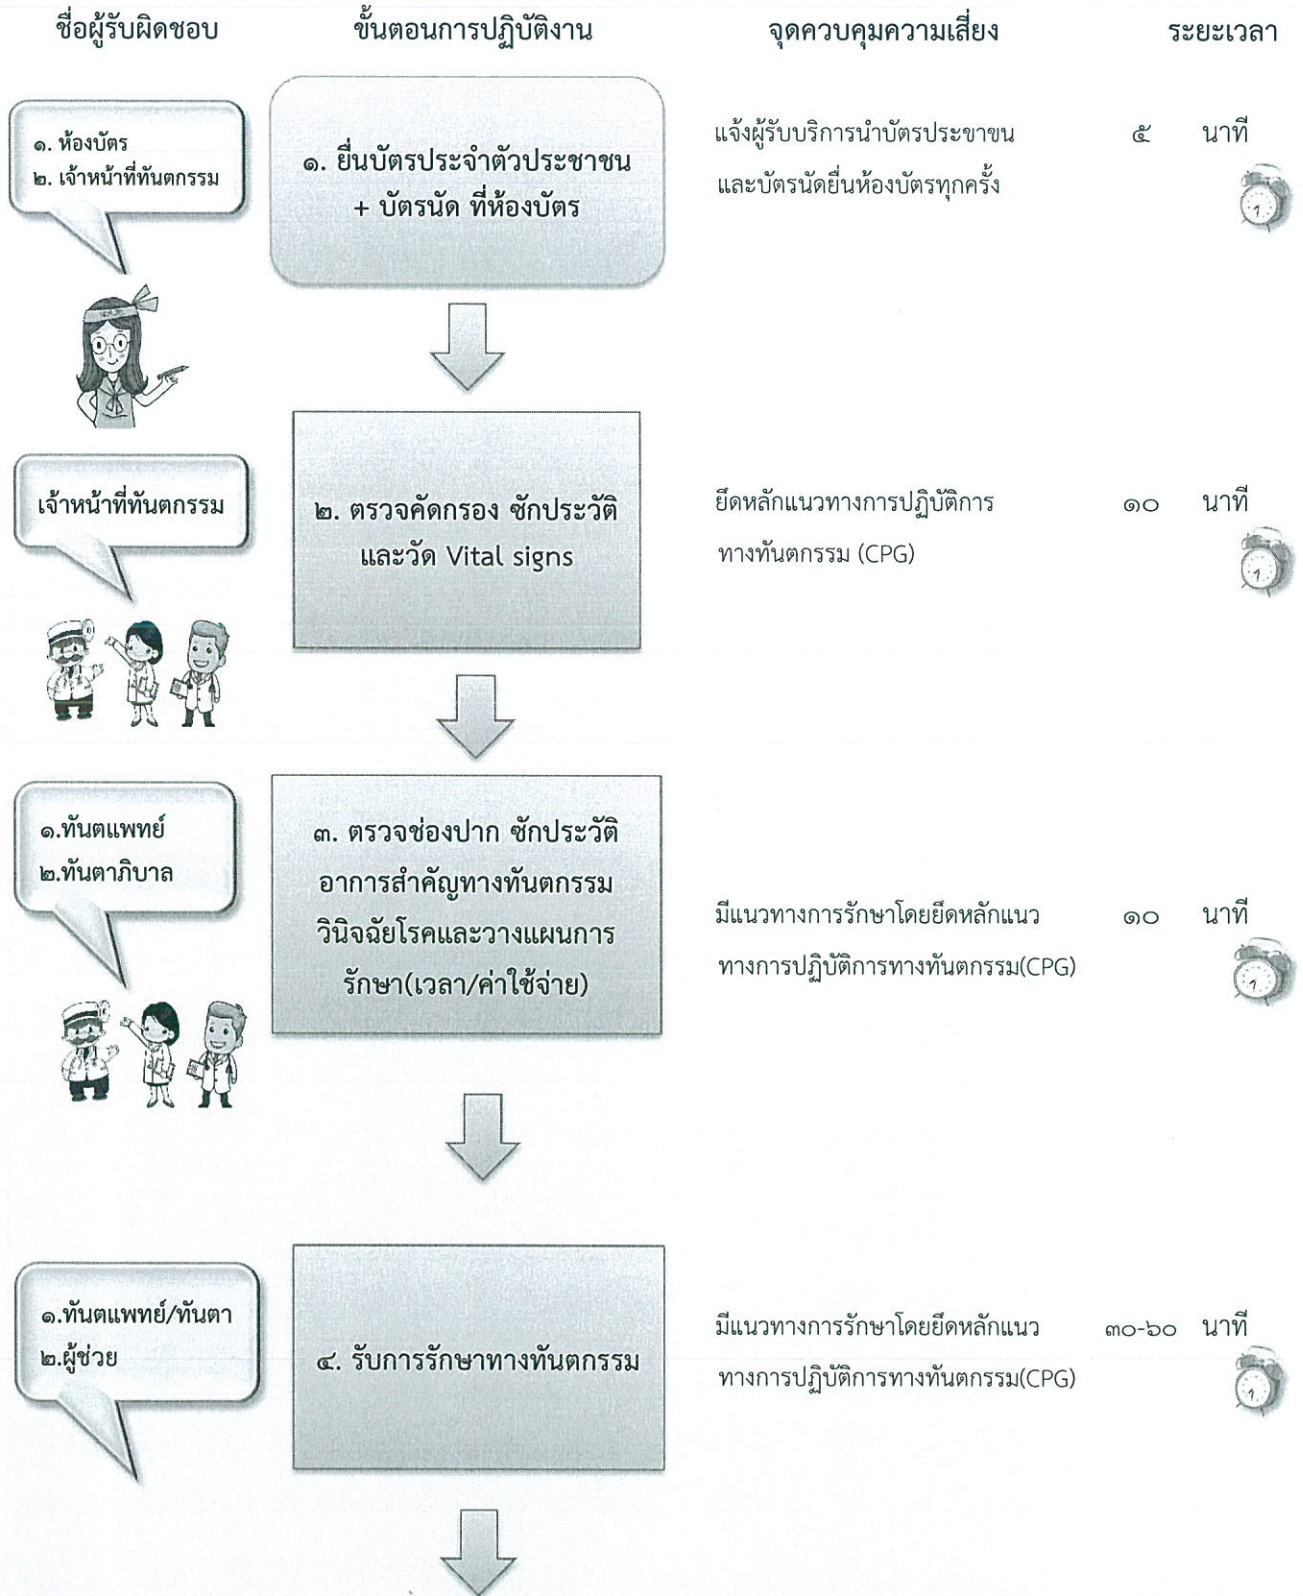 ชื่อผู้รับผิดชอบ ขั้นตอนการปฏิบัติงาน จุดควบคุมความเสี่ยง ระยะเวลา
๑. ห้องบัตร
๒. เจ้าหน้าที่ทันตกรรม
๑. ยื่นบัตรประจำตัวประชาชน
+ บัตรนัด ที่ห้องบัตร
แจ้งผู้รับบริการนำบัตรประขาขน ๕ นาที
และบัตรนัดยื่นห้องบัตรทุกครั้ง
เจ้าหน้าที่ทันตกรรม
๒. ตรวจคัดกรอง ซักประวัติ
และวัด Vital signs
ยึดหลักแนวทางการปฏิบัติการ ๑๐ นาที
ทางทันตกรรม (CPG)
๑.ทันตแพทย์
๒.ทันตาภิบาล
๓. ตรวจช่องปาก ซักประวัติ
อาการสำคัญทางทันตกรรม
วินิจฉัยโรคและวางแผนการ
รักษา(เวลา/ค่าใช้จ่าย)
มีแนวทางการรักษาโดยยึดหลักแนว ๑๐ นาที
ทางการปฏิบัติการทางทันตกรรม(CPG)
๑.ทันตแพทย์/ทันตา
๒.ผู้ช่วย
๔. รับการรักษาทางทันตกรรม
มีแนวทางการรักษาโดยยึดหลักแนว ๓๐-๖๐ นาที
ทางการปฏิบัติการทางทันตกรรม(CPG)